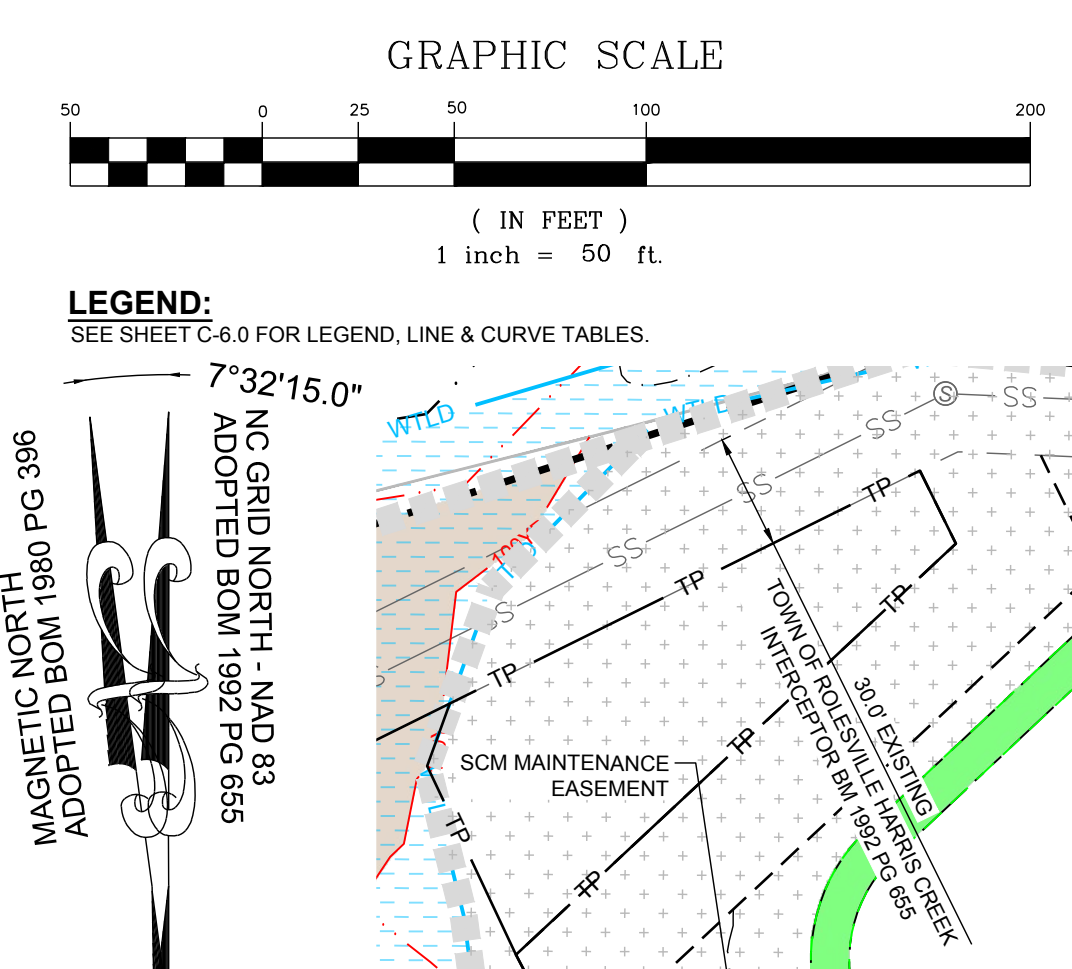 GRAPHIC SCALE
50 0 25 50 100 200
( IN FEET )
1 inch = 50 ft.
LEGEND:
SEE SHEET C-6.0 FOR LEGEND, LINE & CURVE TABLES.
7°32'15.0"
MAGNETIC NORTH
ADOPTED BOM 1980 PG 396
NC GRID NORTH - NAD 83
ADOPTED BOM 1992 PG 655
WTLD
WTLD
S
SS
SS
SS
SS
SS
TP
TP
TP
TP
TP
TP
TP
30.0' EXISTING
TOWN OF ROLESVILLE HARRIS CREEK
INTERCEPTOR BM 1992 PG 655
SCM MAINTENANCE
EASEMENT